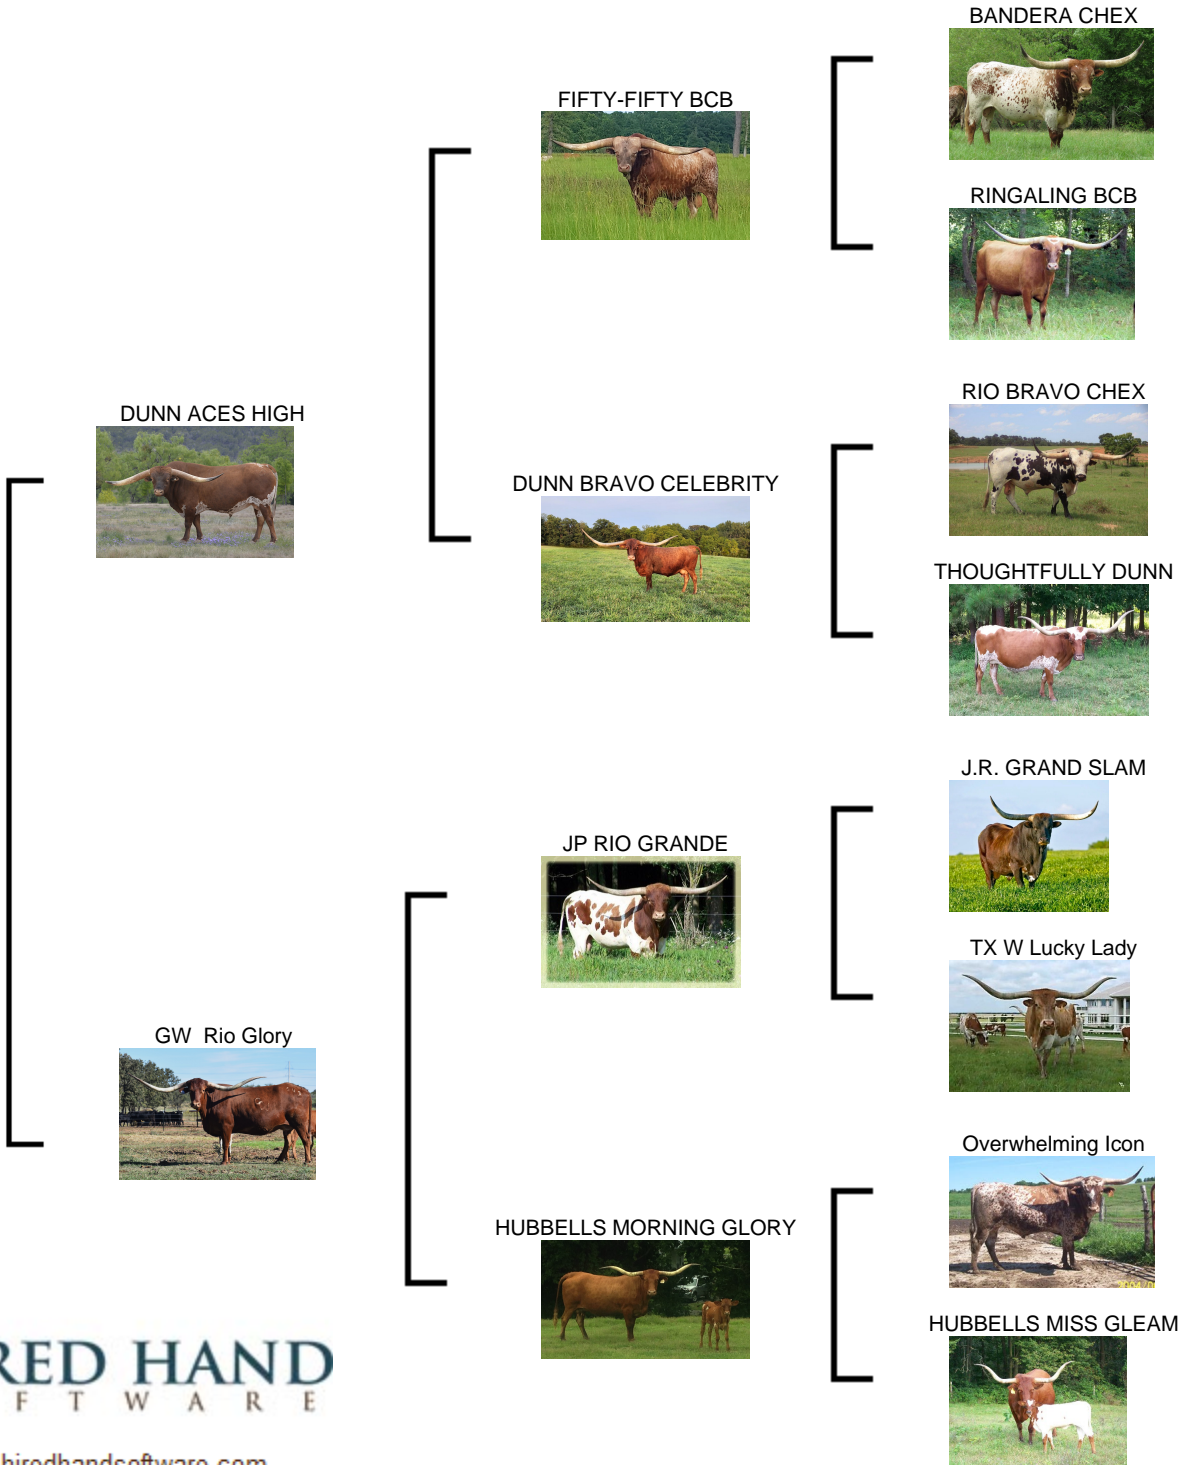 BANDERA CHEX
FIFTY-FIFTY BCB
RINGALING BCB
RIO BRAVO CHEX
DUNN ACES HIGH
DUNN BRAVO CELEBRITY
THOUGHTFULLY DUNN
J.R. GRAND SLAM
JP RIO GRANDE
TX W Lucky Lady
GW  Rio Glory
Overwhelming Icon
HUBBELLS MORNING GLORY
HUBBELLS MISS GLEAM
RED HAND
F T W A R E
hiredhandsoftware.com